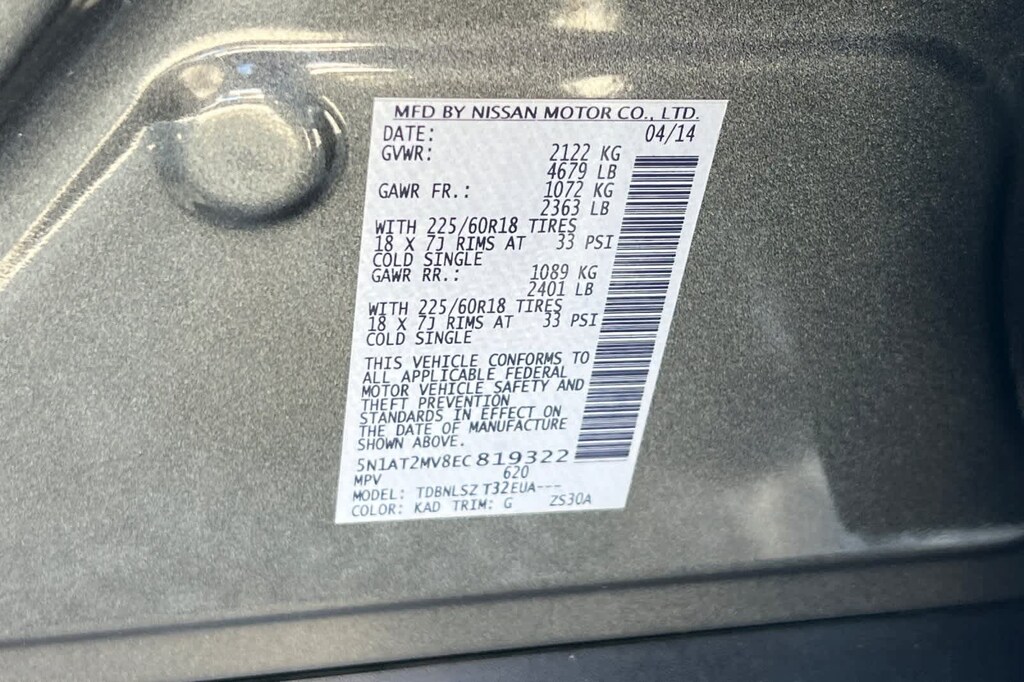 MFD BY NISSAN MOTOR CO., LTD.
DATE: 04/14
GVWR: 2122 KG
4679 LB
GAWR FR.: 1072 KG
2363 LB
WITH 225/60R18 TIRES
18 X 7J RIMS AT 33 PSI
COLD SINGLE
GAWR RR.: 1089 KG
2401 LB
WITH 225/60R18 TIRES
18 X 7J RIMS AT 33 PSI
COLD SINGLE
THIS VEHICLE CONFORMS TO
ALL APPLICABLE FEDERAL
MOTOR VEHICLE SAFETY AND
THEFT PREVENTION
STANDARDS IN EFFECT ON
THE DATE OF MANUFACTURE
SHOWN ABOVE.
5N1AT2MV8EC819322
MPV 620
MODEL: TDBNLSZ T32EUA---
COLOR: KAD TRIM: G ZS30A